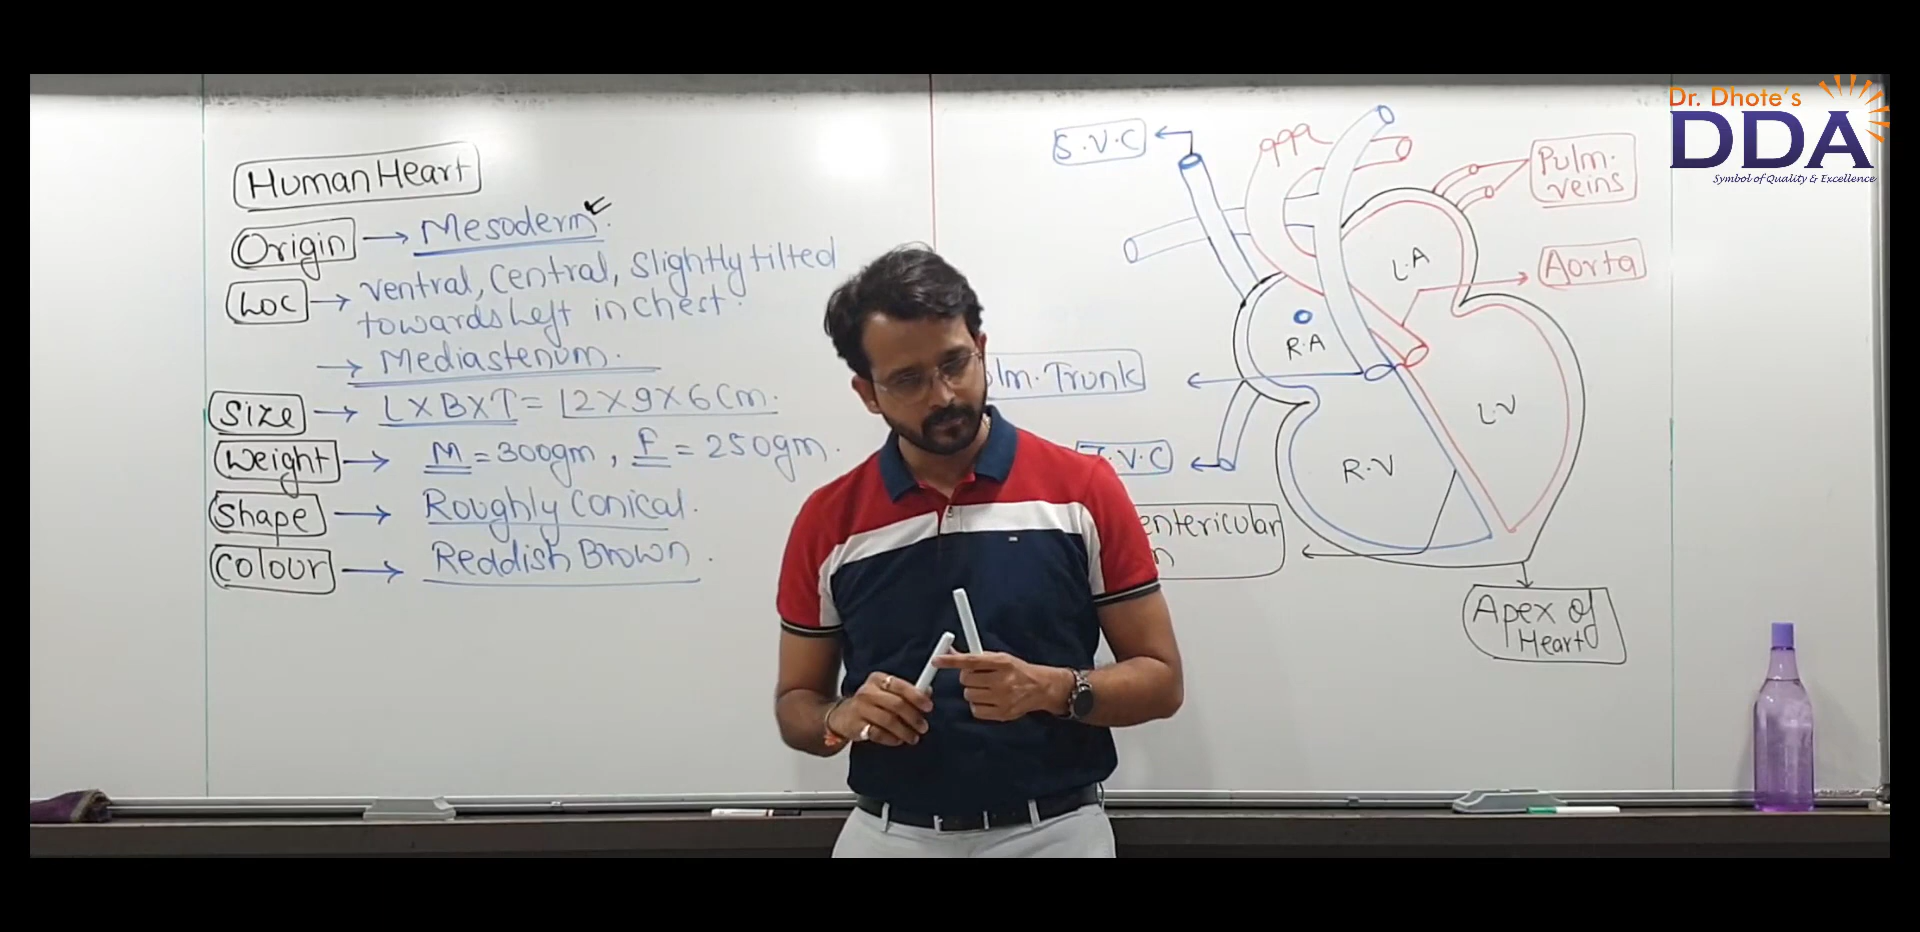 Human Heart
Origin → Mesoderm.
Loc → Ventral, Central, Slightly tilted
towards Left in chest.
→ Mediastenum.
Size → L X B X T = 12 X 9 X 6 Cm.
Weight → M = 300gm, F = 250gm.
Shape → Roughly Conical.
Colour → Reddish Brown.
S.V.C
Pulm.
veins
Aorta
L.A
R.A
lm. Trunk
L.V
.V.C
R.V
entericular
n
Apex of
Heart
Dr. Dhote's
DDA
Symbol of Quality & Excellence